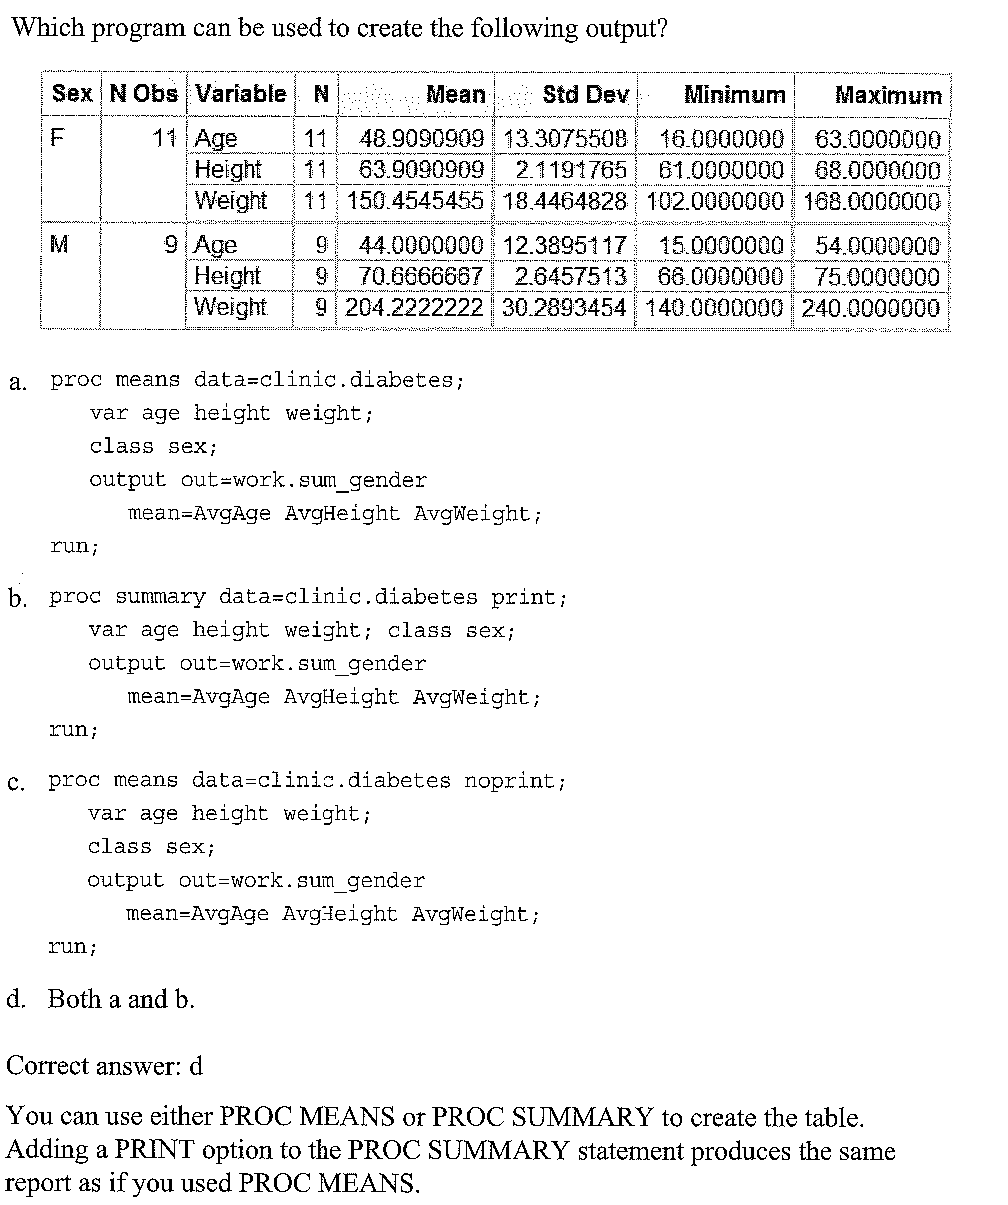 Which program can be used to create the following output?
Sex N Obs Variable N Mean Std Dev Minimum Maximum
F 11 Age 11 48.9090909 13.3075508 16.0000000 63.0000000
Height 11 63.9090909 2.1191765 61.0000000 68.0000000
Weight 11 150.4545455 18.4464828 102.0000000 168.0000000
M 9 Age 9 44.0000000 12.3895117 15.0000000 54.0000000
Height 9 70.6666667 2.6457513 66.0000000 75.0000000
Weight 9 204.2222222 30.2893454 140.0000000 240.0000000
a. proc means data=clinic.diabetes;
var age height weight;
class sex;
output out=work.sum_gender
mean=AvgAge AvgHeight AvgWeight;
run;
b. proc summary data=clinic.diabetes print;
var age height weight; class sex;
output out=work.sum_gender
mean=AvgAge AvgHeight AvgWeight;
run;
c. proc means data=clinic.diabetes noprint;
var age height weight;
class sex;
output out=work.sum_gender
mean=AvgAge AvgHeight AvgWeight;
run;
d. Both a and b.
Correct answer: d
You can use either PROC MEANS or PROC SUMMARY to create the table.
Adding a PRINT option to the PROC SUMMARY statement produces the same
report as if you used PROC MEANS.